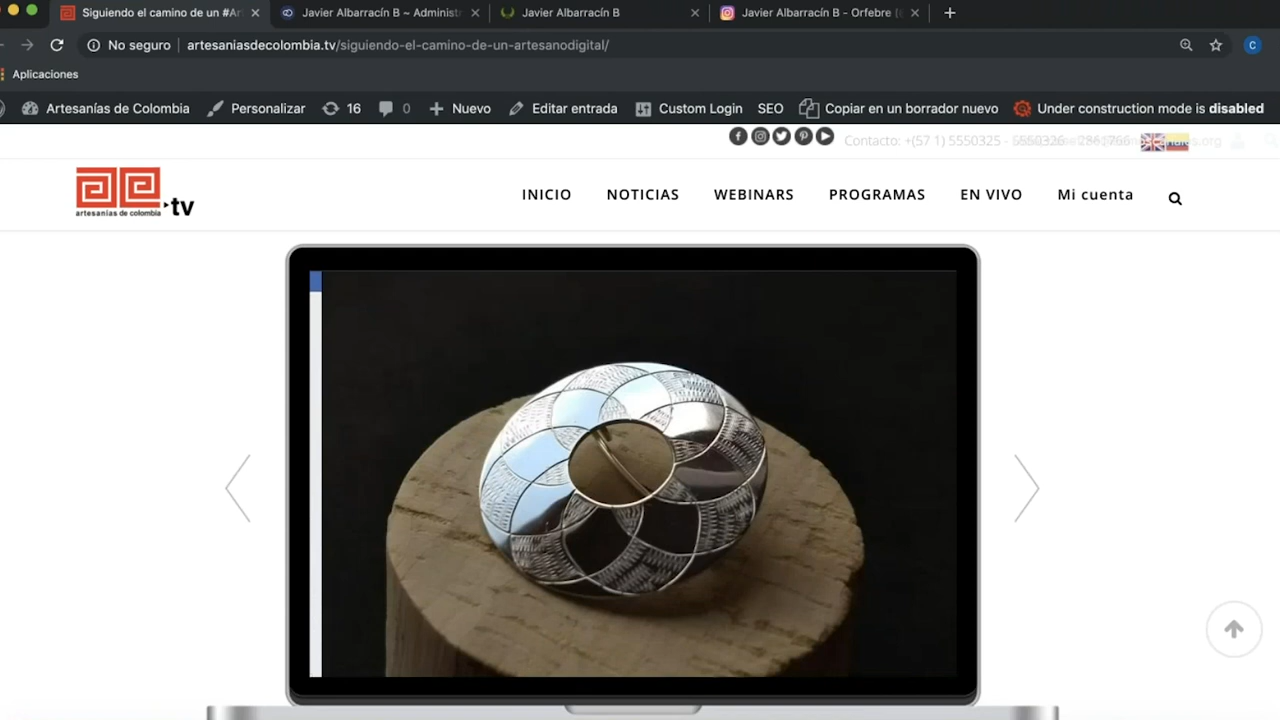 Siguiendo el camino de un #Ar
Javier Albarracín B ~ Administr
Javier Albarracín B
Javier Albarracín B - Orfebre
No seguro
artesaniasdecolombia.tv/siguiendo-el-camino-de-un-artesanodigital/
C
Aplicaciones
Artesanías de Colombia
Personalizar
16
0
Nuevo
Editar entrada
Custom Login
SEO
Copiar en un borrador nuevo
Under construction mode is disabled
Contacto: +(57 1) 5550325 -
artesanías de colombia
tv
INICIO
NOTICIAS
WEBINARS
PROGRAMAS
EN VIVO
Mi cuenta